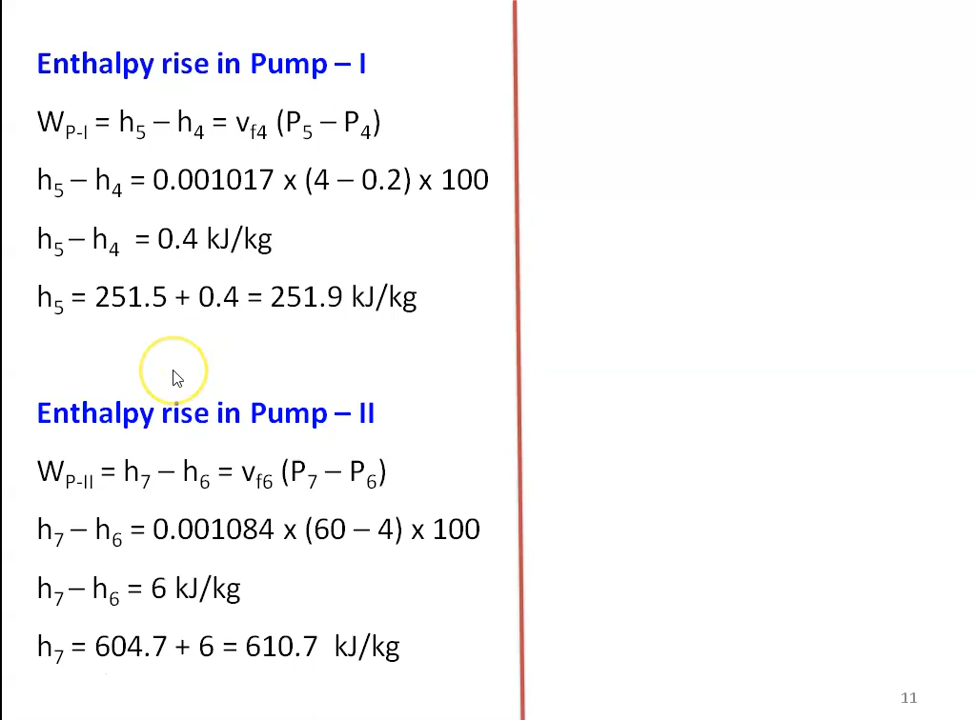 Enthalpy rise in Pump – I
W_P-I = h₅ – h₄ = v_f4 (P₅ – P₄)
h₅ – h₄ = 0.001017 x (4 – 0.2) x 100
h₅ – h₄ = 0.4 kJ/kg
h₅ = 251.5 + 0.4 = 251.9 kJ/kg
Enthalpy rise in Pump – II
W_P-II = h₇ – h₆ = v_f6 (P₇ – P₆)
h₇ – h₆ = 0.001084 x (60 – 4) x 100
h₇ – h₆ = 6 kJ/kg
h₇ = 604.7 + 6 = 610.7 kJ/kg
11